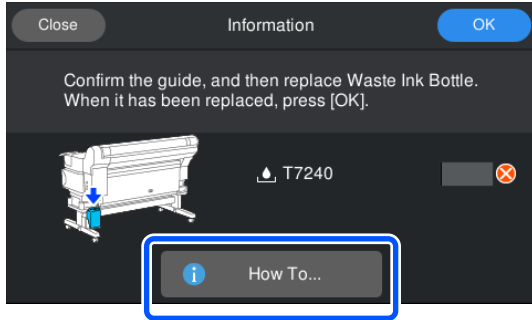 Close
Information
OK
Confirm the guide, and then replace Waste Ink Bottle.
When it has been replaced, press [OK].
T7240
How To...